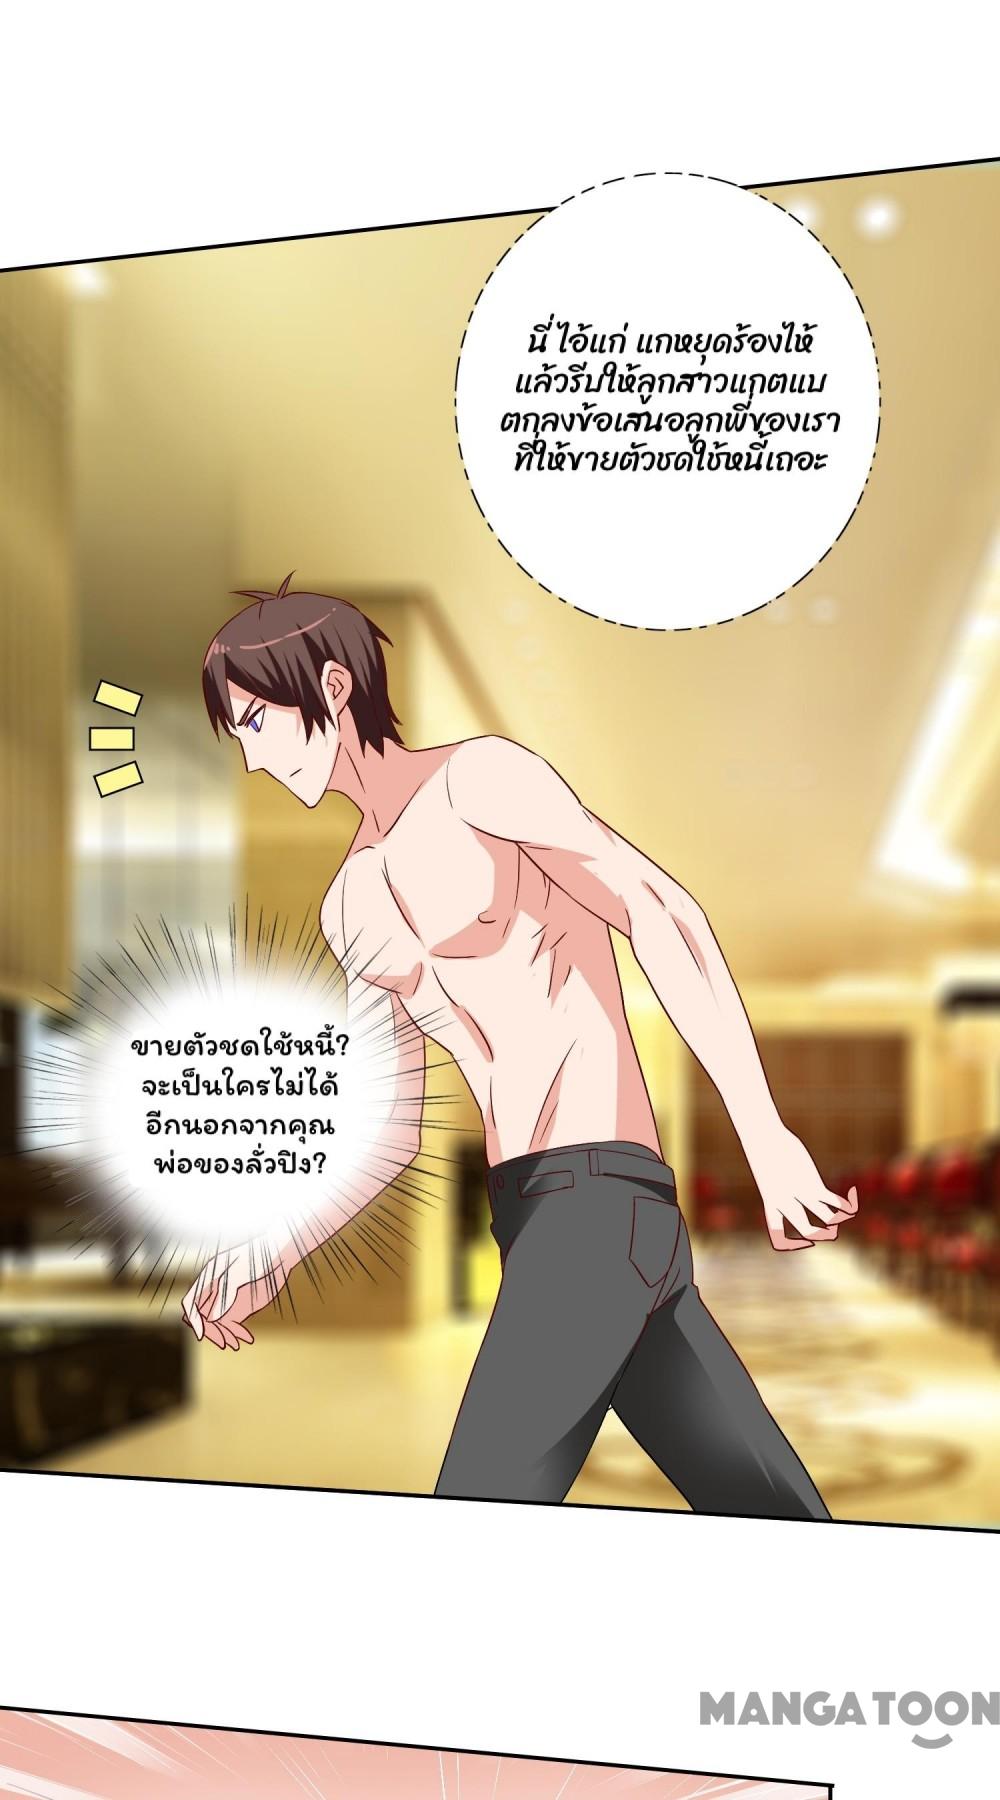 นี่ ไอ้แก่ แกหยุดร้องไห้
แล้วรีบให้ลูกสาวแกตแบ
ตกลงข้อเสนอลูกพี่ของเรา
ที่ให้ขายตัวชดใช้หนี้เถอะ
ขายตัวชดใช้หนี้?
จะเป็นใครไม่ได้
อีกนอกจากคุณ
พ่อของลั่วปิง?
MANGATOON